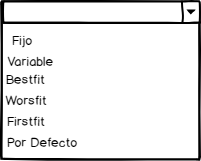 Fijo
Variable
Bestfit
Worsfit
Firstfit
Por Defecto